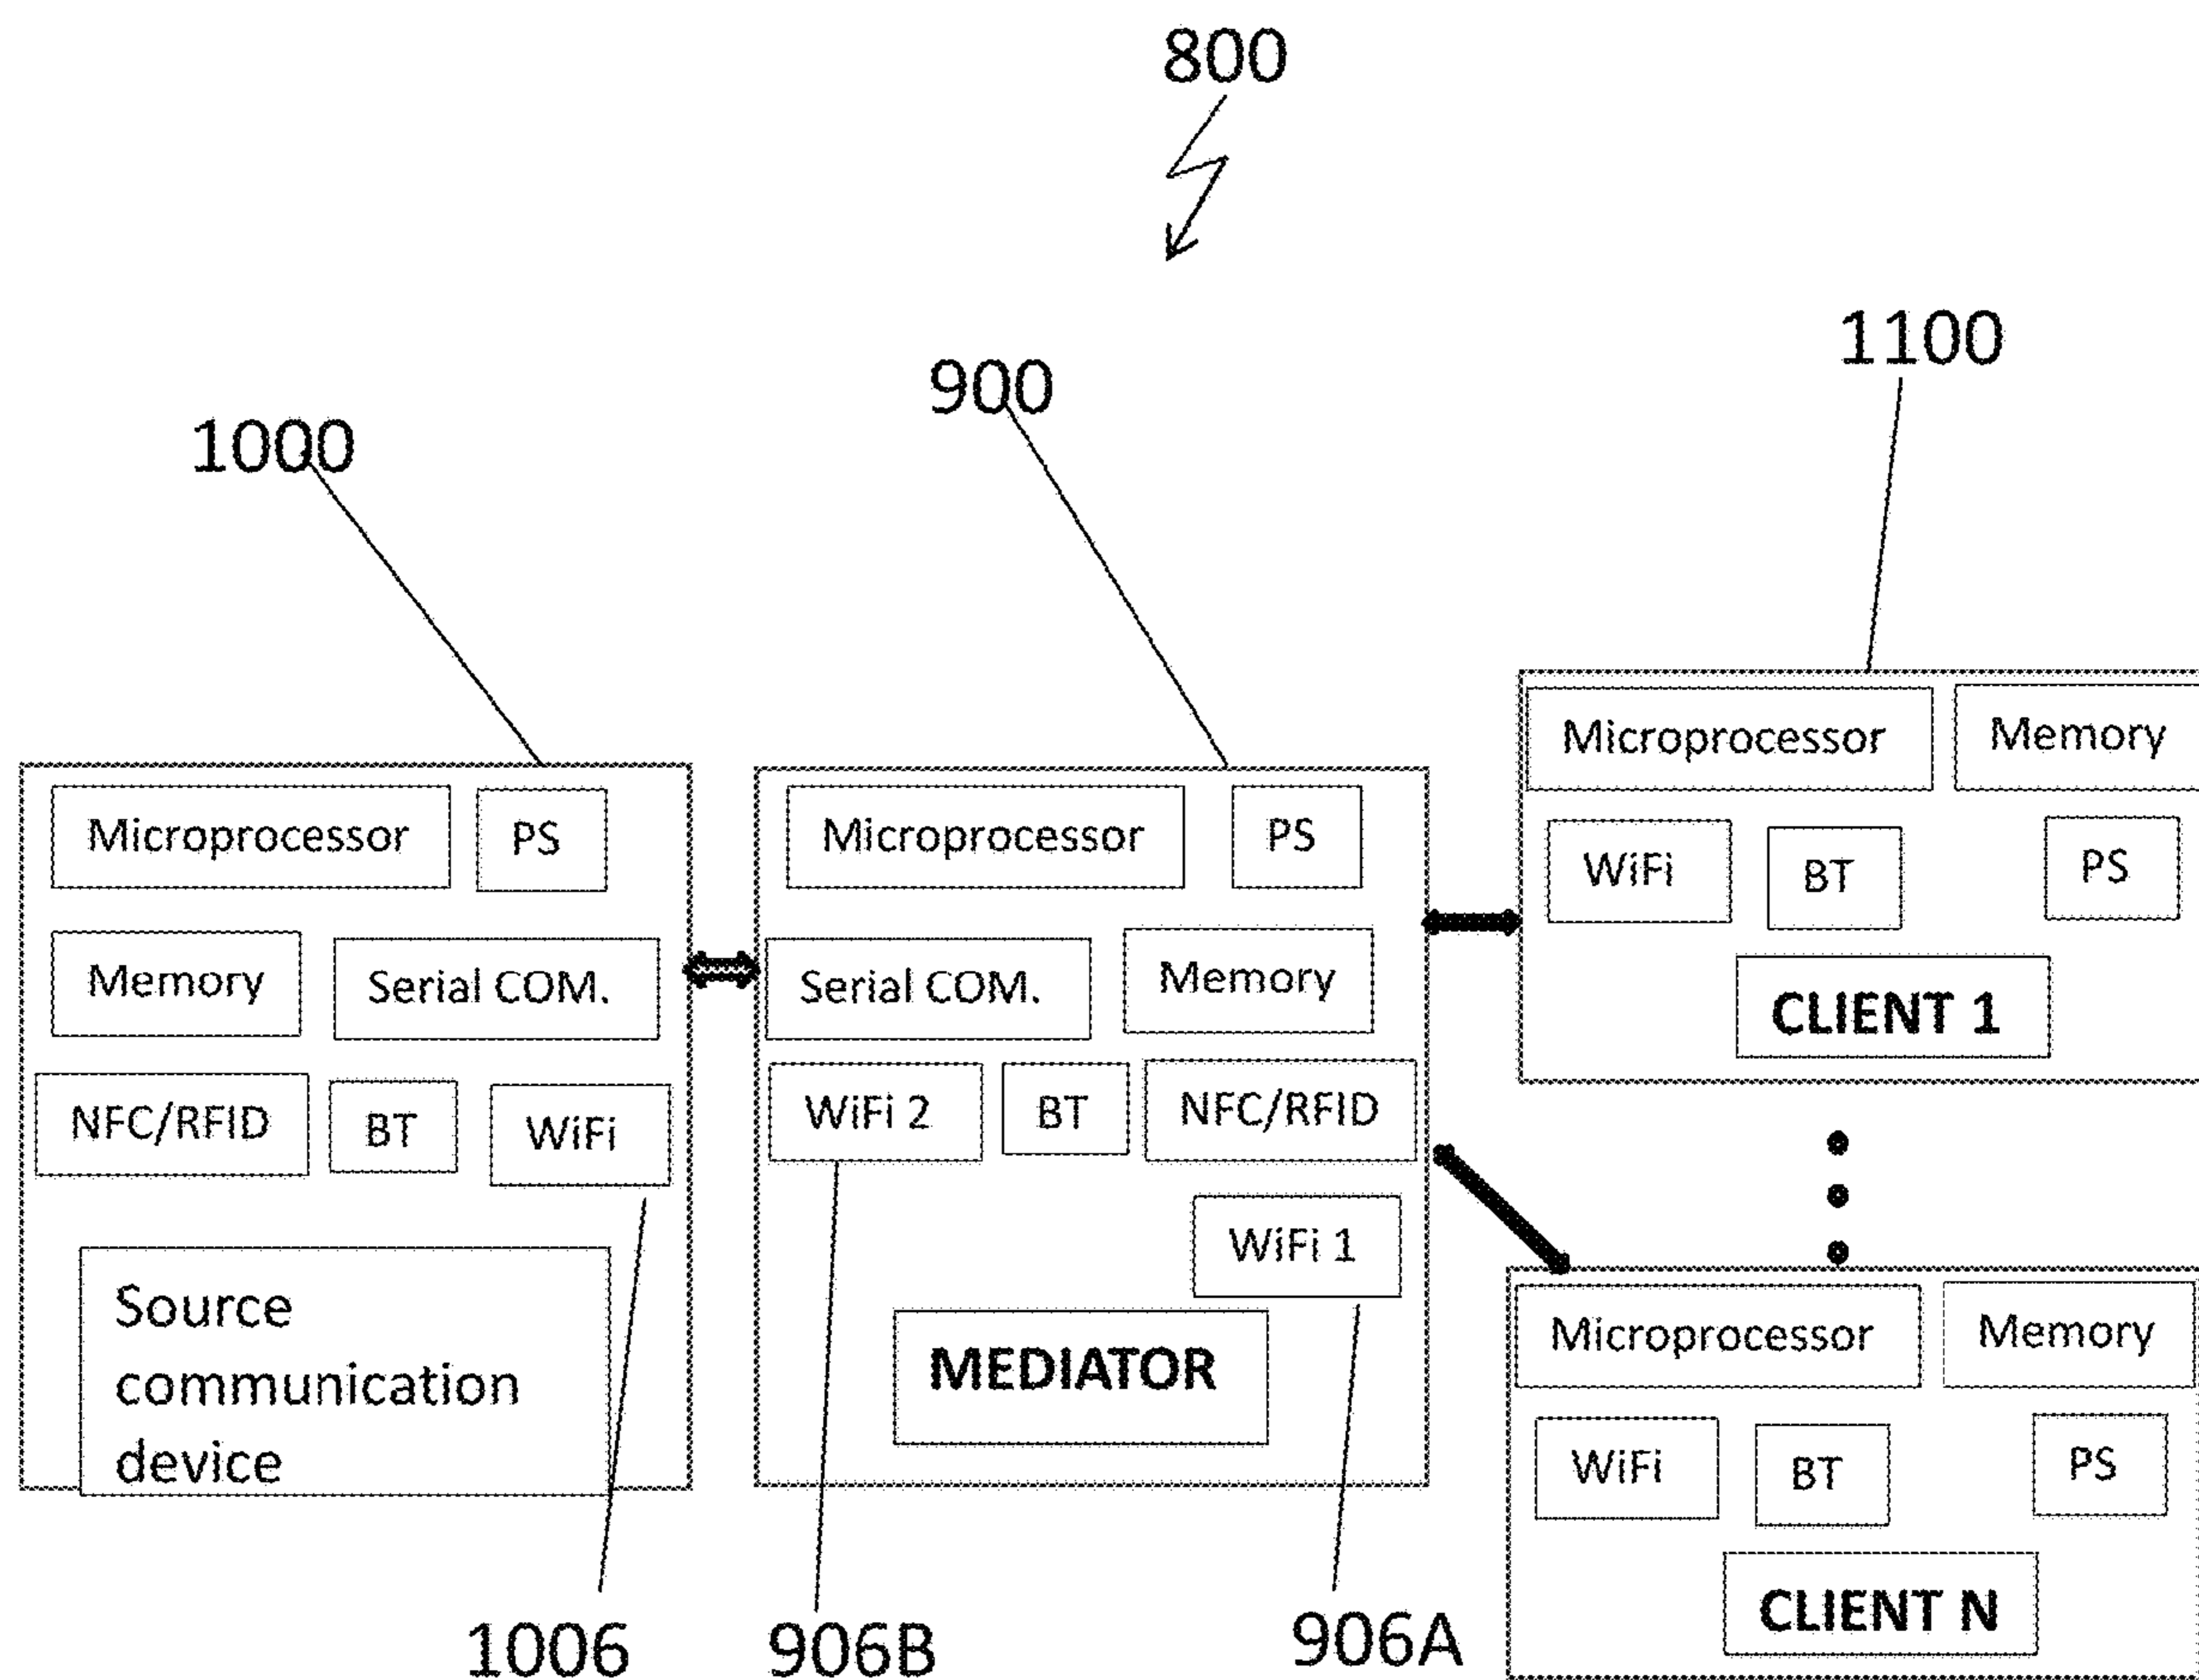 800
1100
900
1000
Microprocessor
PS
Memory
Serial COM.
NFC/RFID
BT
WiFi
Source
communication
device
1006
Microprocessor
PS
Serial COM.
Memory
WiFi 2
BT
NFC/RFID
WiFi 1
MEDIATOR
906B
906A
Microprocessor
Memory
WiFi
BT
PS
CLIENT 1
Microprocessor
Memory
WiFi
BT
PS
CLIENT N